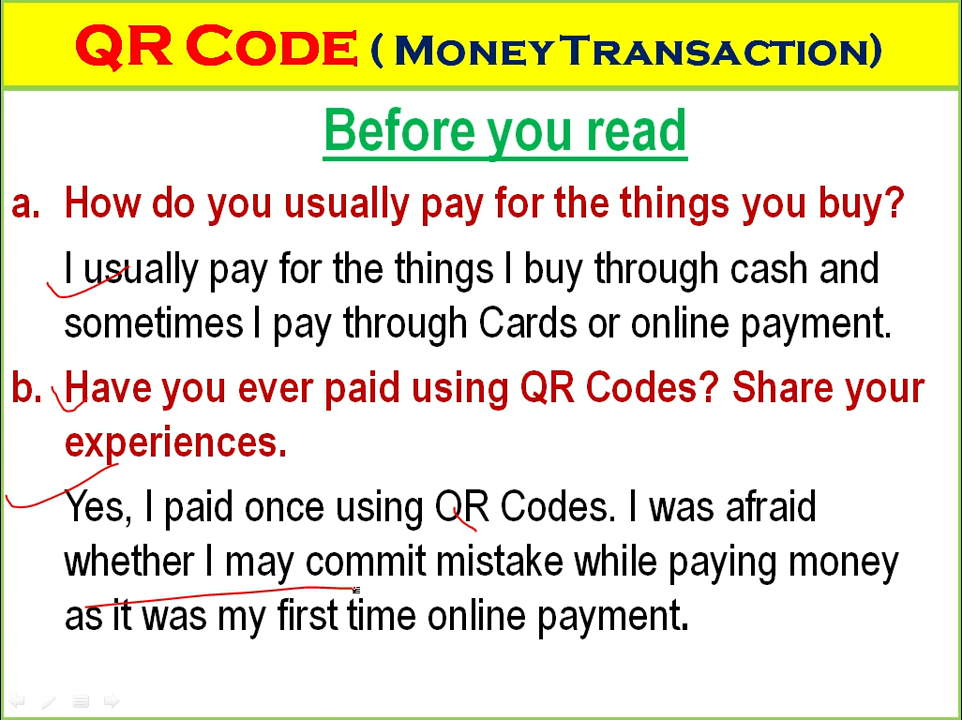 QR CODE ( MONEY TRANSACTION)
Before you read
a. How do you usually pay for the things you buy?
I usually pay for the things I buy through cash and
sometimes I pay through Cards or online payment.
b. Have you ever paid using QR Codes? Share your
experiences.
Yes, I paid once using QR Codes. I was afraid
whether I may commit mistake while paying money
as it was my first time online payment.